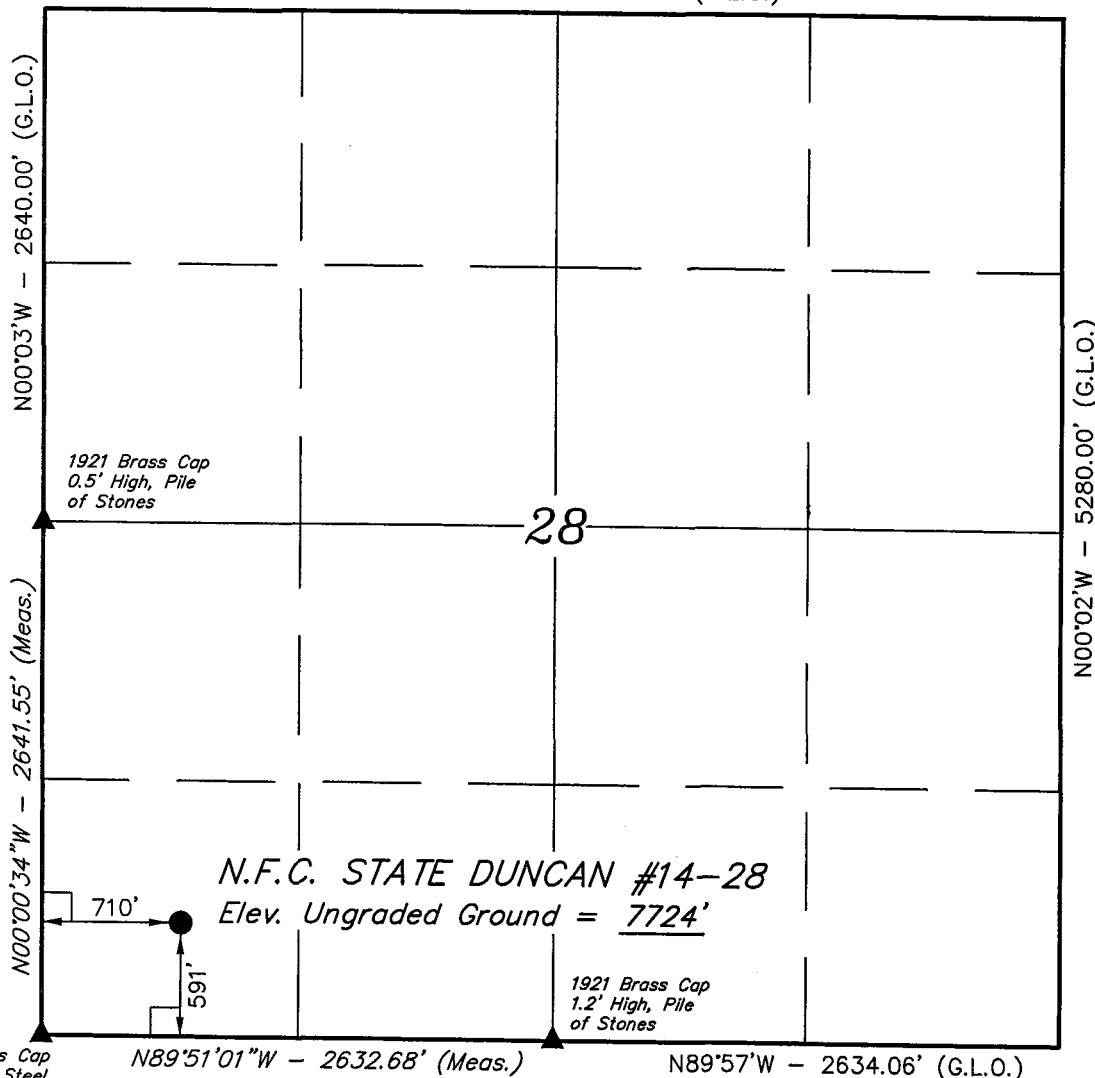 N00°03'W - 2640.00' (G.L.O.)
N00°02'W - 5280.00' (G.L.O.)
1921 Brass Cap
0.5' High, Pile
of Stones
28
N00°00'34"W - 2641.55' (Meas.)
N.F.C. STATE DUNCAN #14-28
Elev. Ungraded Ground = 7724'
710'
591'
1921 Brass Cap
1.2' High, Pile
of Stones
Cap
Steel
N89°51'01"W - 2632.68' (Meas.)
N89°57'W - 2634.06' (G.L.O.)